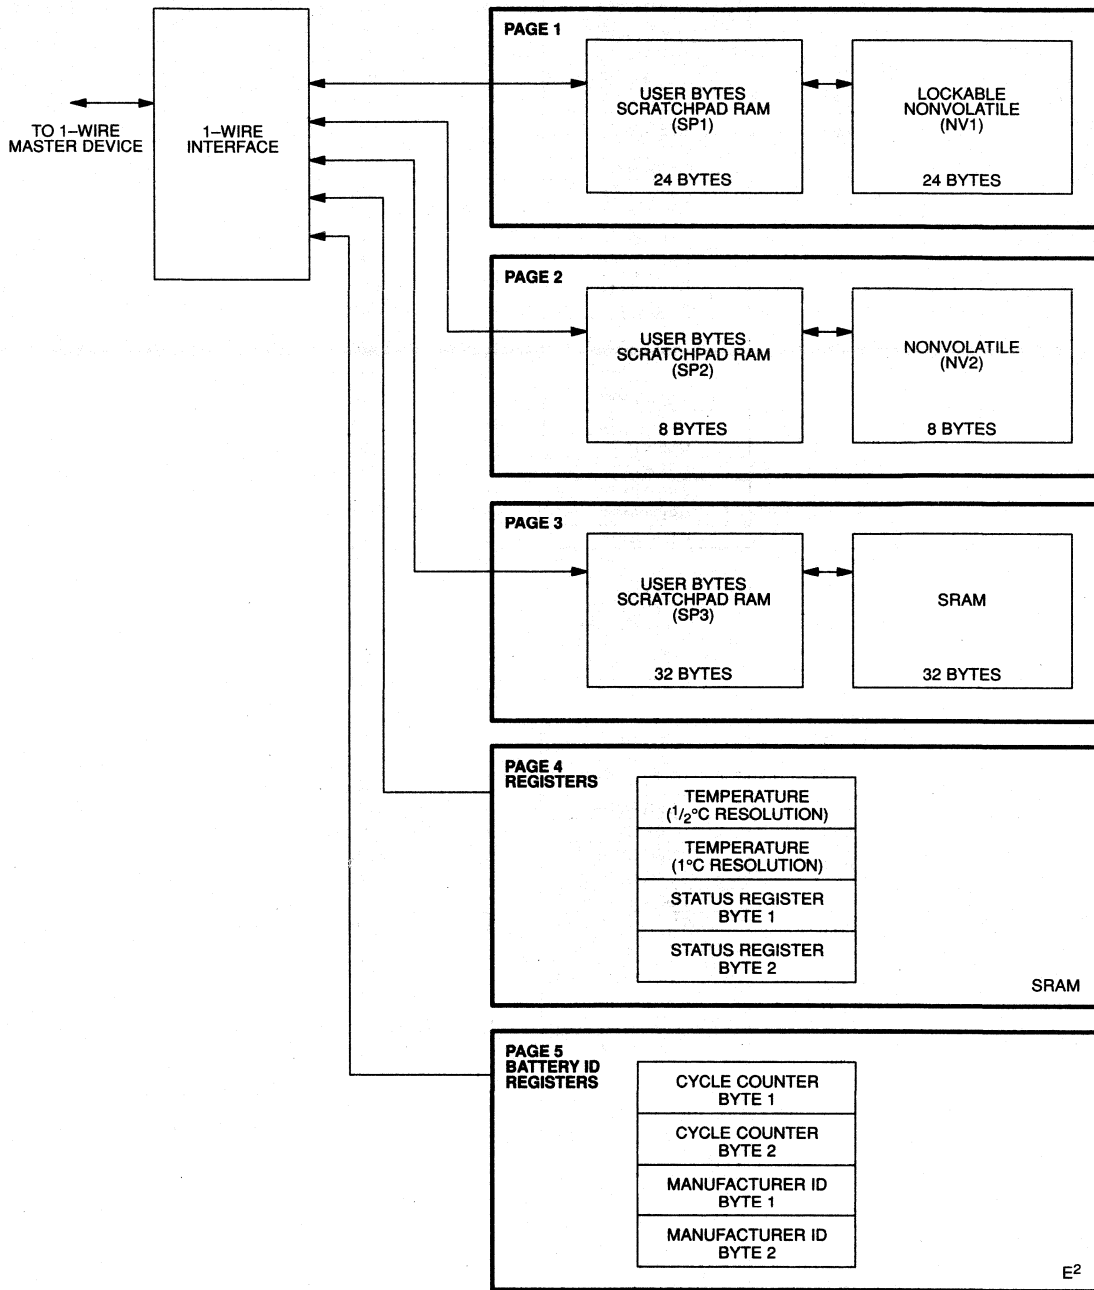 TO 1–WIRE
MASTER DEVICE
1–WIRE
INTERFACE
PAGE 1
USER BYTES
SCRATCHPAD RAM
(SP1)
24 BYTES
LOCKABLE
NONVOLATILE
(NV1)
24 BYTES
PAGE 2
USER BYTES
SCRATCHPAD RAM
(SP2)
8 BYTES
NONVOLATILE
(NV2)
8 BYTES
PAGE 3
USER BYTES
SCRATCHPAD RAM
(SP3)
32 BYTES
SRAM
32 BYTES
PAGE 4
REGISTERS
TEMPERATURE
(1/2°C RESOLUTION)
TEMPERATURE
(1°C RESOLUTION)
STATUS REGISTER
BYTE 1
STATUS REGISTER
BYTE 2
SRAM
PAGE 5
BATTERY ID
REGISTERS
CYCLE COUNTER
BYTE 1
CYCLE COUNTER
BYTE 2
MANUFACTURER ID
BYTE 1
MANUFACTURER ID
BYTE 2
E²